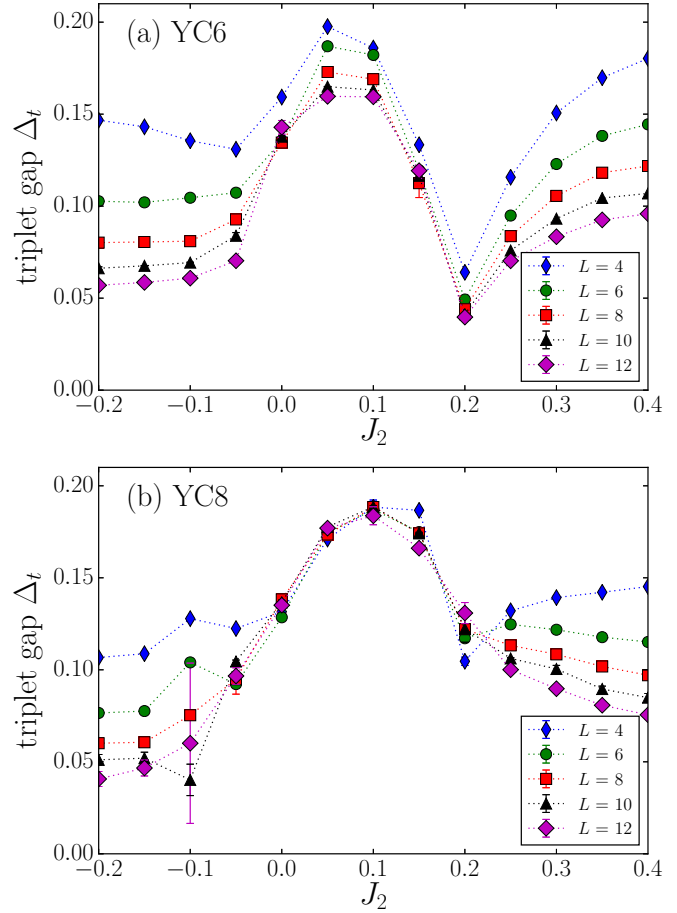 (a) YC6
0.20
0.15
0.10
0.05
0.00
triplet gap Δt
L = 4
L = 6
L = 8
L = 10
L = 12
−0.2 −0.1 0.0 0.1 0.2 0.3 0.4
J2
(b) YC8
0.20
0.15
0.10
0.05
0.00
triplet gap Δt
L = 4
L = 6
L = 8
L = 10
L = 12
−0.2 −0.1 0.0 0.1 0.2 0.3 0.4
J2